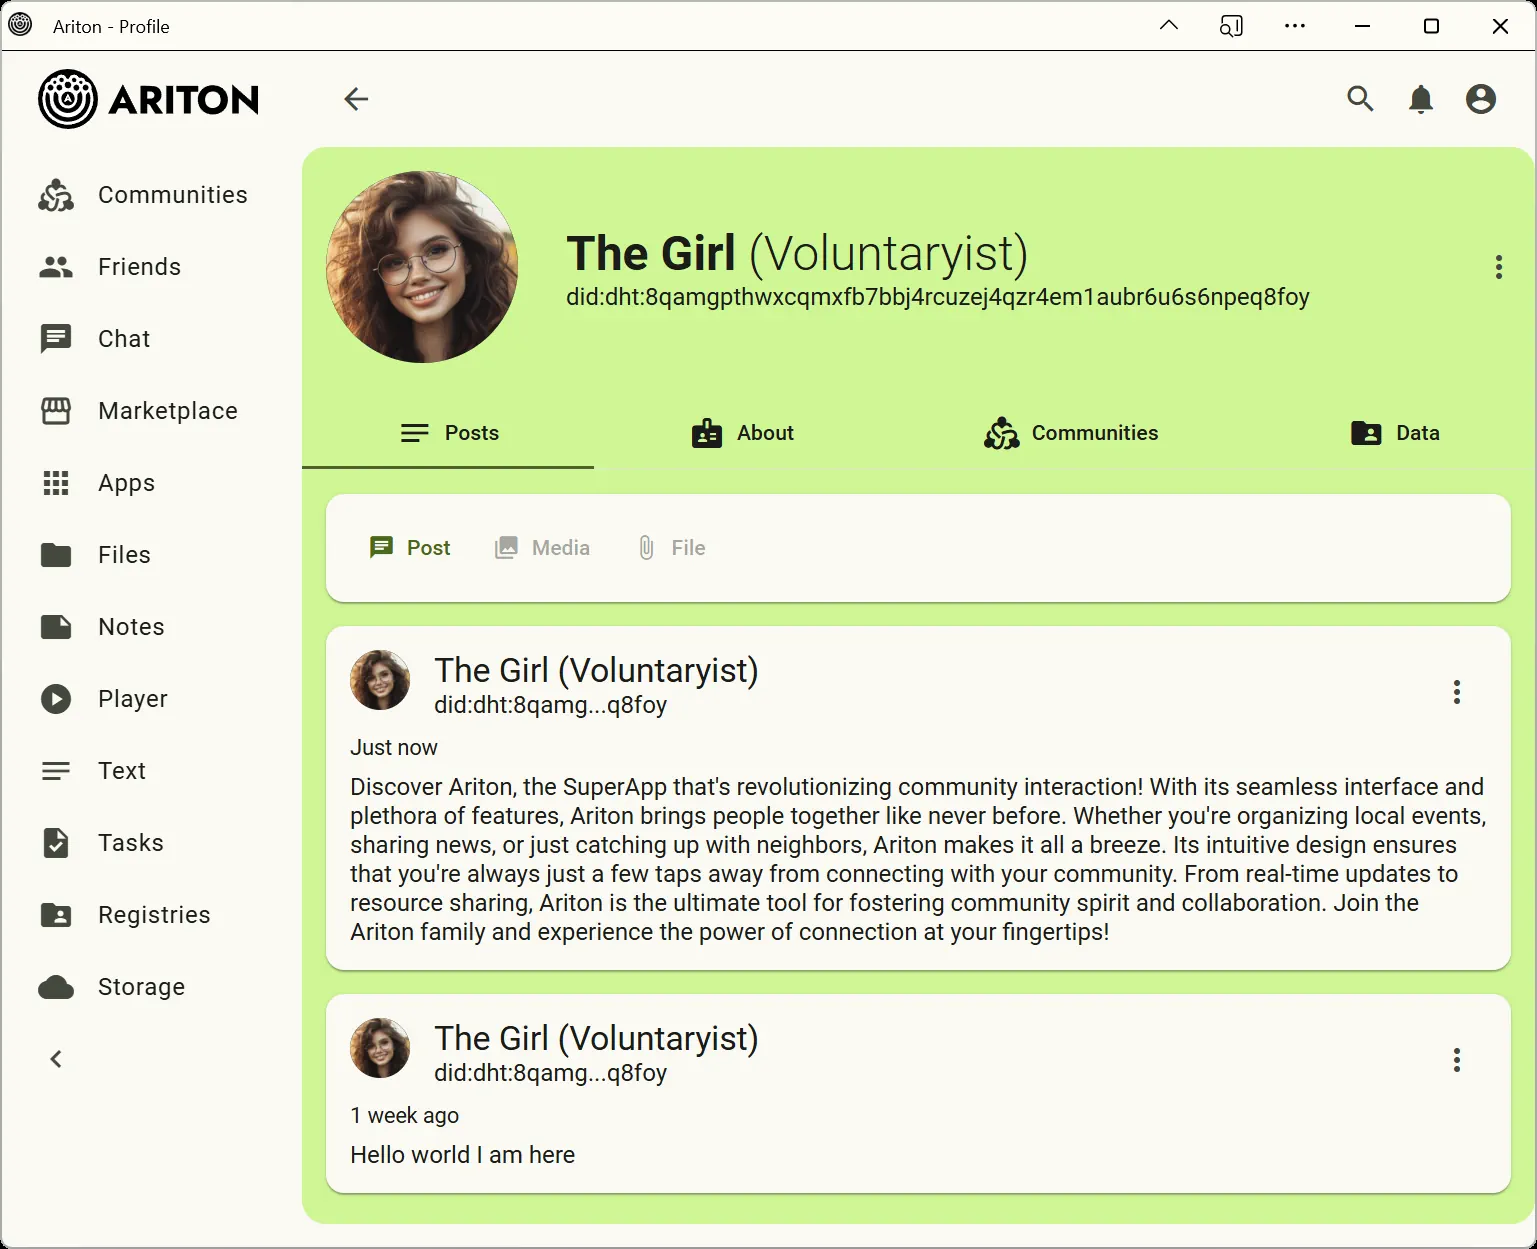 Ariton - Profile
ARITON
Communities
Friends
Chat
Marketplace
Apps
Files
Notes
Player
Text
Tasks
Registries
Storage
The Girl (Voluntaryist)
did:dht:8qamgpthwxcqmxfb7bbj4rcuzej4qzr4em1aubr6u6s6npeq8foy
Posts
About
Communities
Data
Post
Media
File
The Girl (Voluntaryist)
did:dht:8qamg...q8foy
Just now
Discover Ariton, the SuperApp that's revolutionizing community interaction! With its seamless interface and
plethora of features, Ariton brings people together like never before. Whether you're organizing local events,
sharing news, or just catching up with neighbors, Ariton makes it all a breeze. Its intuitive design ensures
that you're always just a few taps away from connecting with your community. From real-time updates to
resource sharing, Ariton is the ultimate tool for fostering community spirit and collaboration. Join the
Ariton family and experience the power of connection at your fingertips!
The Girl (Voluntaryist)
did:dht:8qamg...q8foy
1 week ago
Hello world I am here